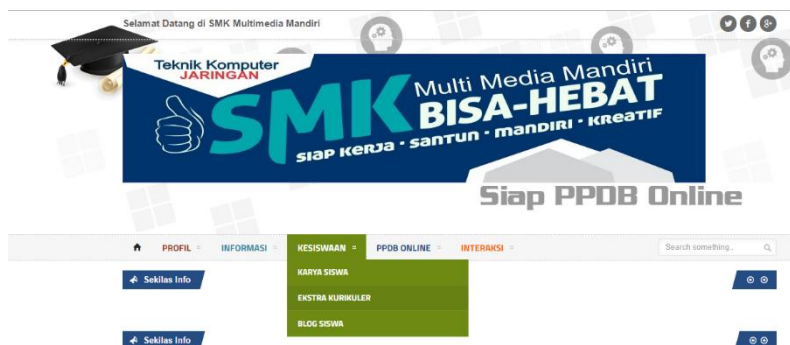 Selamat Datang di SMK Multimedia Mandiri
Teknik Komputer
JARINGAN
SMK
Multi Media Mandiri
BISA-HEBAT
SIAP KERJA · SANTUN · MANDIRI · KREATIF
Siap PPDB Online
PROFIL INFORMASI KESISWAAN PPDB ONLINE INTERAKSI Search something..
KARYA SISWA
Sekilas Info
EKSTRA KURIKULER
BLOG SISWA
Sekilas Info